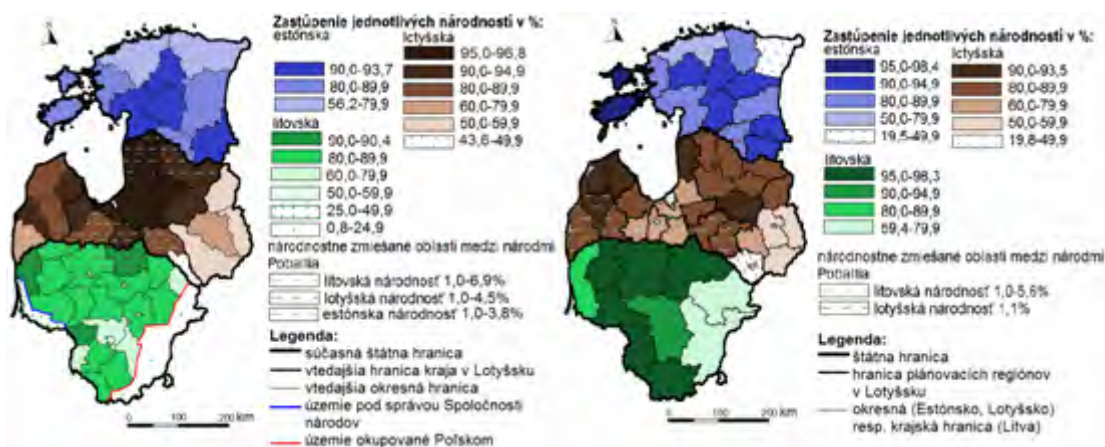 Zastúpenie jednotlivých národností v %:
estónska
90,0-93,7
80,0-89,9
56,2-79,9
litovská
90,0-90,4
80,0-89,9
60,0-79,9
50,0-59,9
25,0-49,9
0,8-24,9
lotyšská
95,0-96,8
90,0-94,9
80,0-89,9
60,0-79,9
50,0-59,9
43,6-49,9
národnostne zmiešane oblasti medzi národmi
Pobaltia
litovská národnosť 1,0-6,9%
lotyšská národnosť 1,0-4,5%
estónska národnosť 1,0-3,8%
Legenda:
súčasná štátna hranica
vtedajšia hranica kraja v Lotyšsku
vtedajšia okresná hranica
územie pod správou Spoločnosti
národov
územie okupované Poľskom
0 100 200 km
Zastúpenie jednotlivých národností v %:
estónska
95,0-98,4
90,0-94,9
80,0-89,9
50,0-79,9
19,5-49,9
litovská
95,0-98,3
90,0-94,9
80,0-89,9
59,4-79,9
lotyšská
90,0-93,5
80,0-89,9
60,0-79,9
50,0-59,9
19,8-49,9
národnostne zmiešane oblasti medzi národmi
Pobaltia
litovská národnosť 1,0-5,6%
lotyšská národnosť 1,1%
Legenda:
štátna hranica
hranica plánovacích regiónov
v Lotyšsku
okresná (Estónsko, Lotyšsko)
resp. krajská hranica (Litva)
0 100 200 km